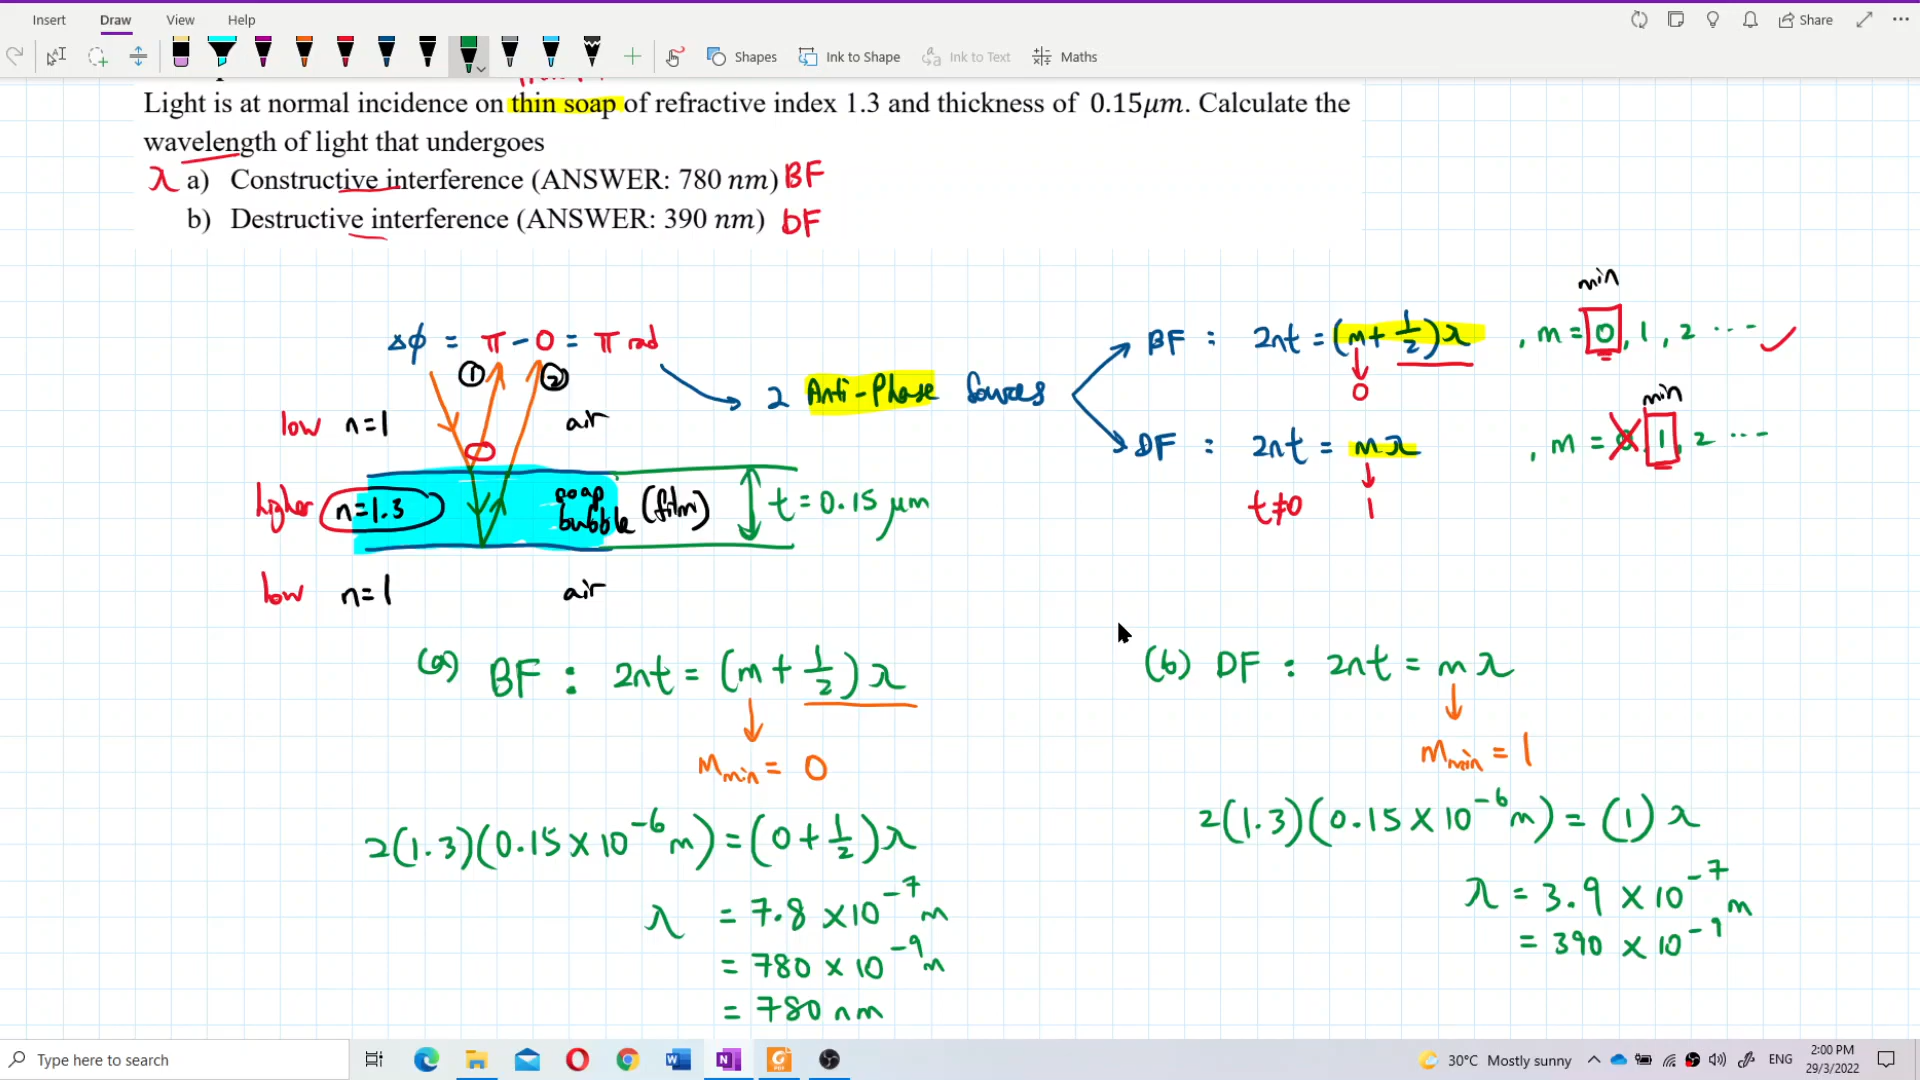 Insert Draw View Help Share
Shapes Ink to Shape Ink to Text Maths
Light is at normal incidence on thin soap of refractive index 1.3 and thickness of 0.15μm. Calculate the
wavelength of light that undergoes
λ a) Constructive interference (ANSWER: 780 nm) BF
b) Destructive interference (ANSWER: 390 nm) DF
min
Δφ = π - 0 = π rad
BF : 2nt = (m + 1/2)λ , m = 0, 1, 2 ...
① ②
0
2 Anti-Phase Sources
min
low n=1 air
DF : 2nt = mλ , m = 0, 1, 2 ...
t≠0 1
higher n=1.3 soap bubble (film) t = 0.15 μm
low n=1 air
(a) BF : 2nt = (m + 1/2)λ
m min = 0
2(1.3)(0.15 × 10⁻⁶ m) = (0 + 1/2)λ
λ = 7.8 × 10⁻⁷ m
= 780 × 10⁻⁹ m
= 780 nm
(b) DF : 2nt = mλ
m min = 1
2(1.3)(0.15 × 10⁻⁶ m) = (1)λ
λ = 3.9 × 10⁻⁷ m
= 390 × 10⁻⁹
Type here to search
30°C Mostly sunny ENG 2:00 PM
29/3/2022